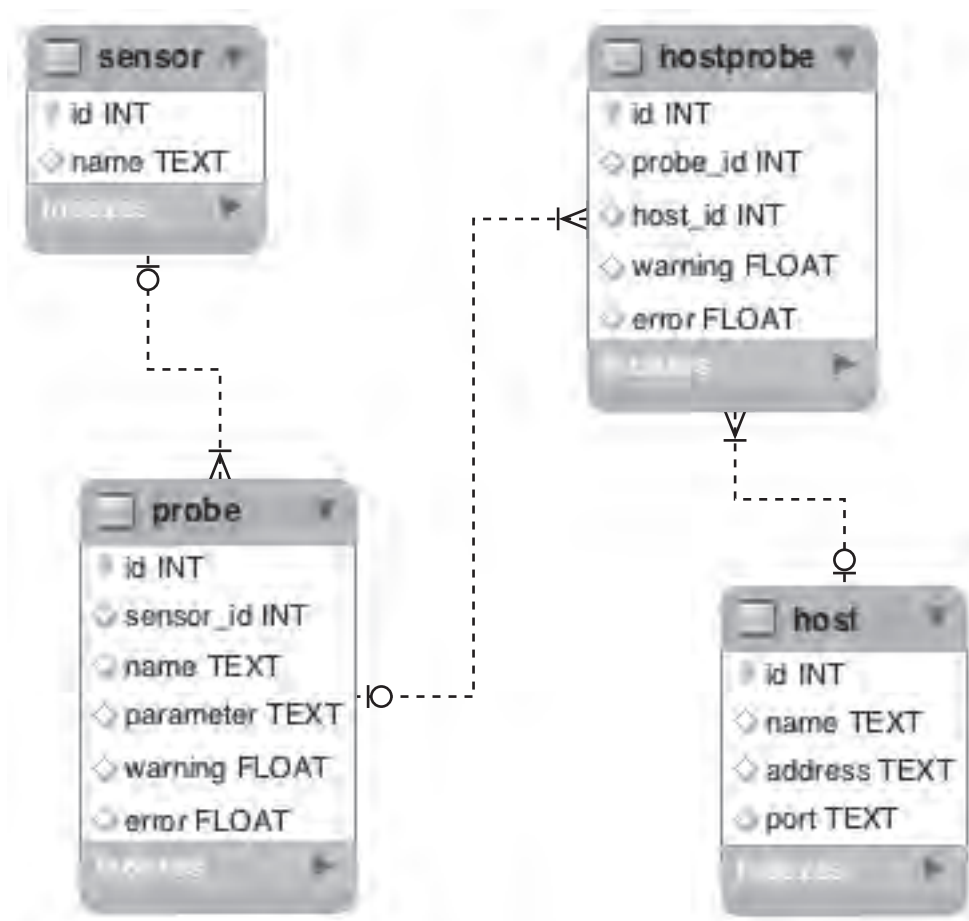 sensor
id INT
name TEXT
hostprobe
id INT
probe_id INT
host_id INT
warning FLOAT
error FLOAT
probe
id INT
sensor_id INT
name TEXT
parameter TEXT
warning FLOAT
error FLOAT
host
id INT
name TEXT
address TEXT
port TEXT